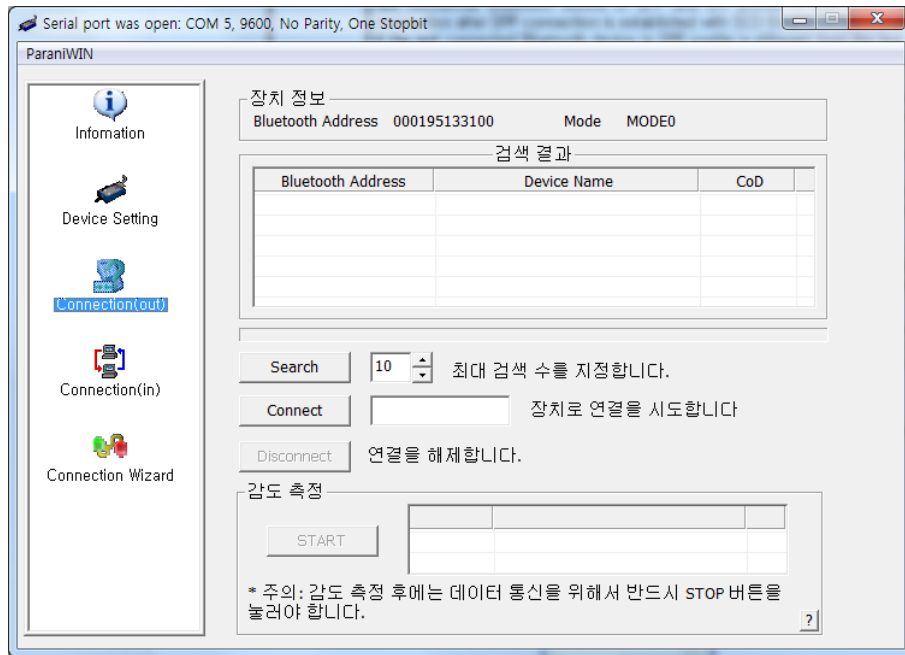 Serial port was open: COM 5, 9600, No Parity, One Stopbit
ParaniWIN
Infomation
Device Setting
Connection(out)
Connection(in)
Connection Wizard
장치 정보
Bluetooth Address 000195133100 Mode MODE0
검색 결과
Bluetooth Address Device Name CoD
Search 10 최대 검색 수를 지정합니다.
Connect 장치로 연결을 시도합니다
Disconnect 연결을 해제합니다.
감도 측정
START
* 주의: 감도 측정 후에는 데이터 통신을 위해서 반드시 STOP 버튼을
눌러야 합니다.
?